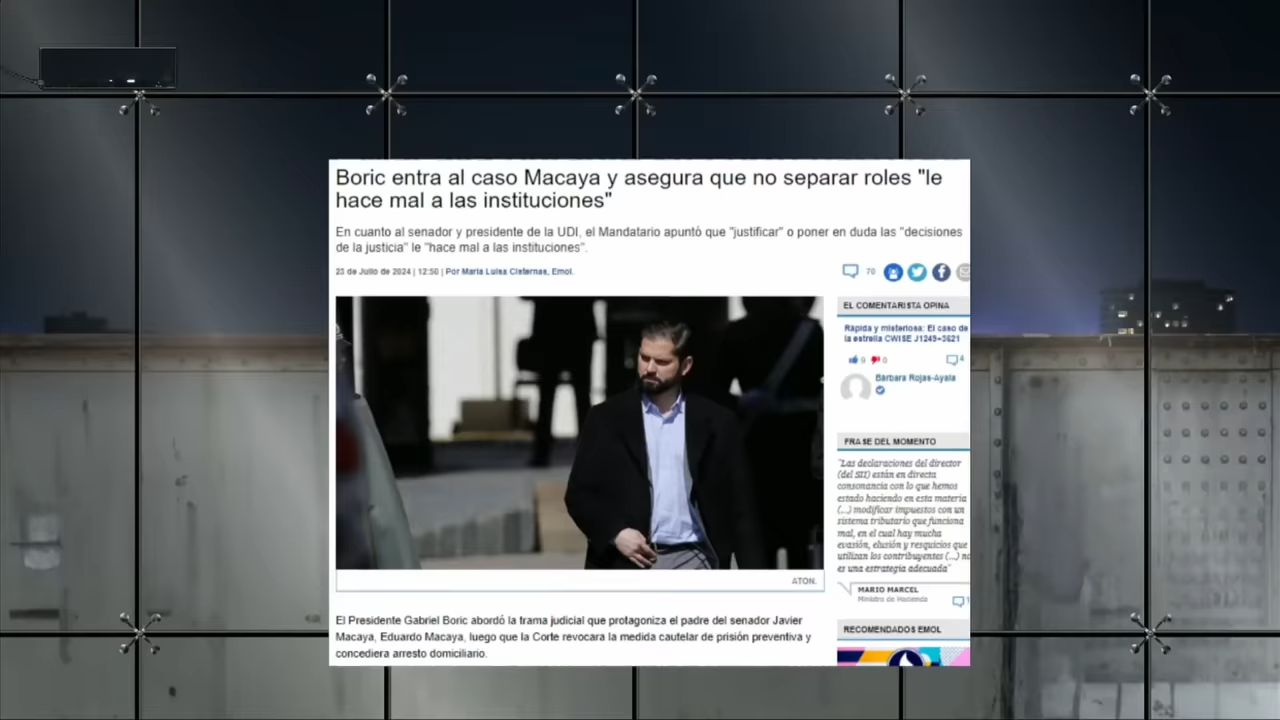 Boric entra al caso Macaya y asegura que no separar roles "le
hace mal a las instituciones"
En cuanto al senador y presidente de la UDI, el Mandatario apuntó que "justificar" o poner en duda las "decisiones
de la justicia" le "hace mal a las instituciones".
23 de Julio de 2024 | 12:50 | Por María Luisa Cisternas, Emol.
70
ATON.
El Presidente Gabriel Boric abordó la trama judicial que protagoniza el padre del senador Javier
Macaya, Eduardo Macaya, luego que la Corte revocara la medida cautelar de prisión preventiva y
concediera arresto domiciliario.
EL COMENTARISTA OPINA
Rápida y misteriosa: El caso de
la estrella CWISE J1249+3621
9
0
4
Bárbara Rojas-Ayala
FRASE DEL MOMENTO
"Las declaraciones del director
(del SII) están en directa
consonancia con lo que hemos
estado haciendo en esta materia
(...) modificar impuestos con un
sistema tributario que funciona
mal, en el cual hay mucha
evasión, elusión y resquicios que
utilizan los contribuyentes (...) no
es una estrategia adecuada"
MARIO MARCEL
Ministro de Hacienda
RECOMENDADOS EMOL